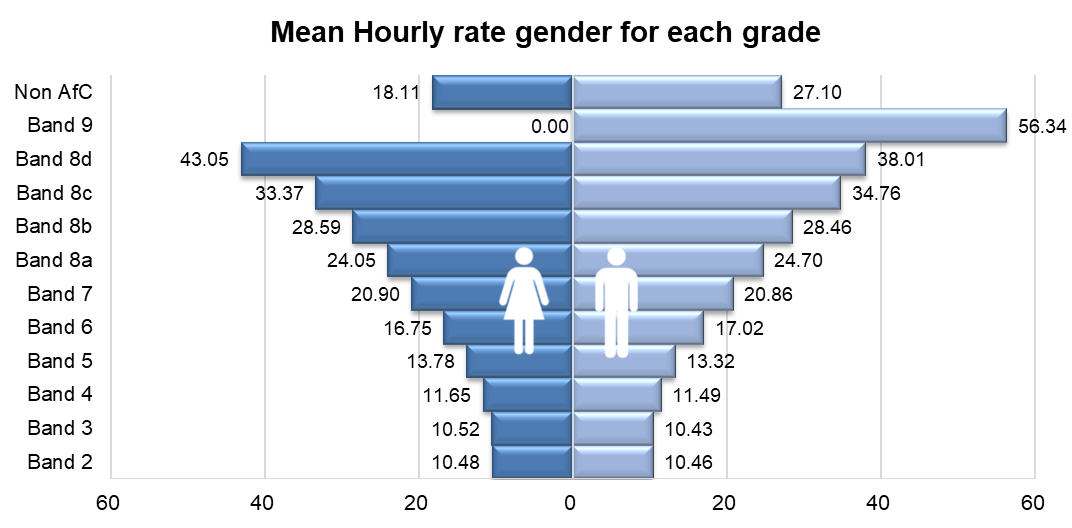 Mean Hourly rate gender for each grade
Non AfC 18.11 27.10
Band 9 0.00 56.34
Band 8d 43.05 38.01
Band 8c 33.37 34.76
Band 8b 28.59 28.46
Band 8a 24.05 24.70
Band 7 20.90 20.86
Band 6 16.75 17.02
Band 5 13.78 13.32
Band 4 11.65 11.49
Band 3 10.52 10.43
Band 2 10.48 10.46
60 40 20 0 20 40 60